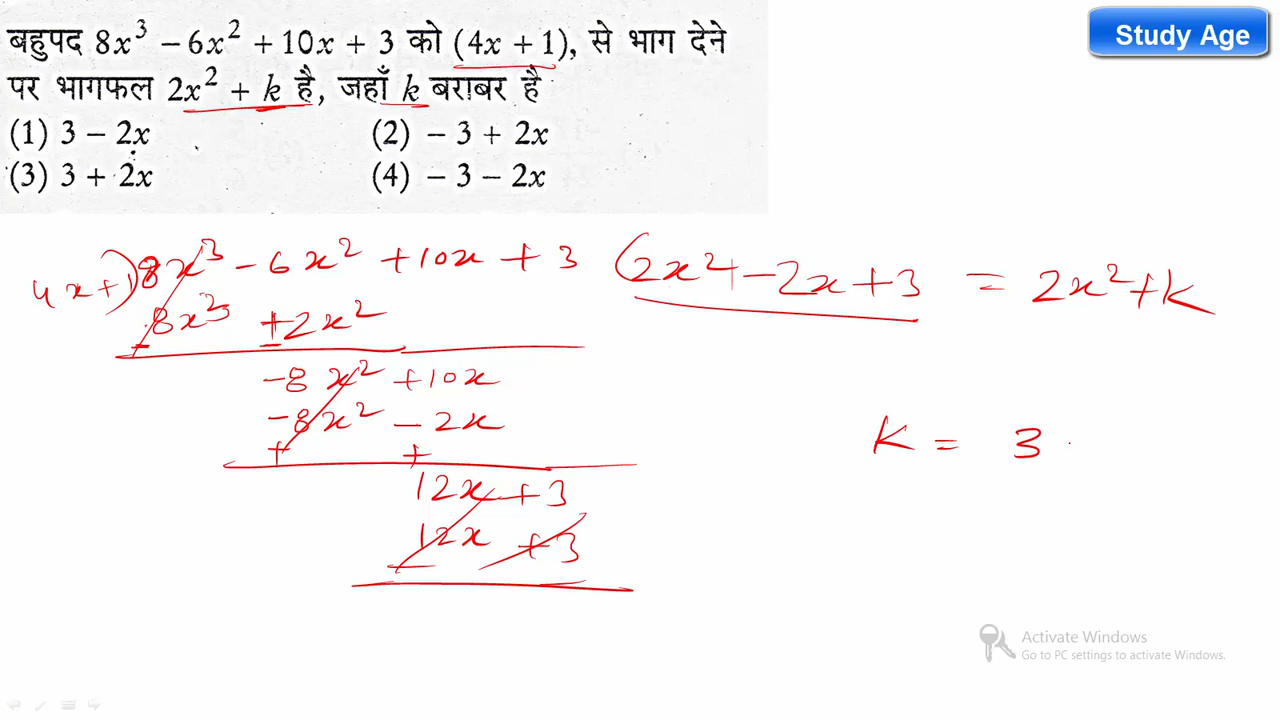 Study Age
बहुपद 8x³ − 6x² + 10x + 3 को (4x + 1), से भाग देने
पर भागफल 2x² + k है, जहाँ k बराबर है
(1) 3 − 2x (2) − 3 + 2x
(3) 3 + 2x (4) − 3 − 2x
4x+1) 8x³ − 6x² + 10x + 3 (2x² − 2x + 3 = 2x² + k
8x³ + 2x²
−
−8x² + 10x
−8x² − 2x
+ +
12x + 3
12x + 3
−
K = 3
Activate Windows
Go to PC settings to activate Windows.